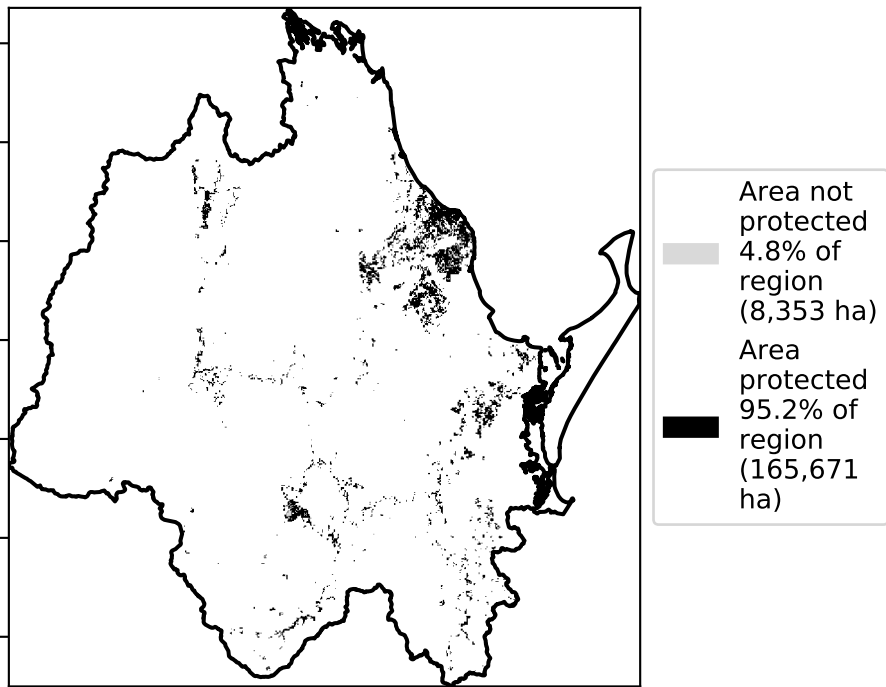 Area not
protected
4.8% of
region
(8,353 ha)
Area
protected
95.2% of
region
(165,671
ha)